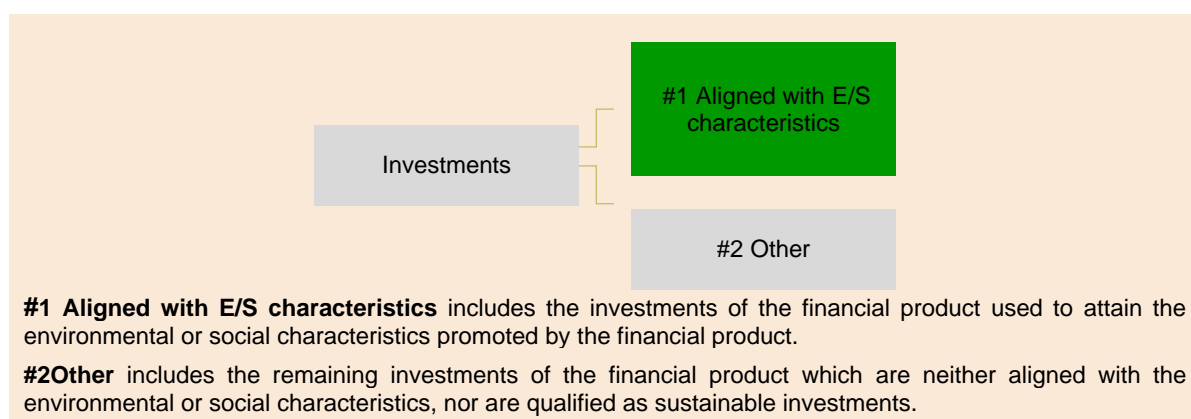 #1 Aligned with E/S
characteristics
Investments
#2 Other
#1 Aligned with E/S characteristics includes the investments of the financial product used to attain the
environmental or social characteristics promoted by the financial product.
#2Other includes the remaining investments of the financial product which are neither aligned with the
environmental or social characteristics, nor are qualified as sustainable investments.